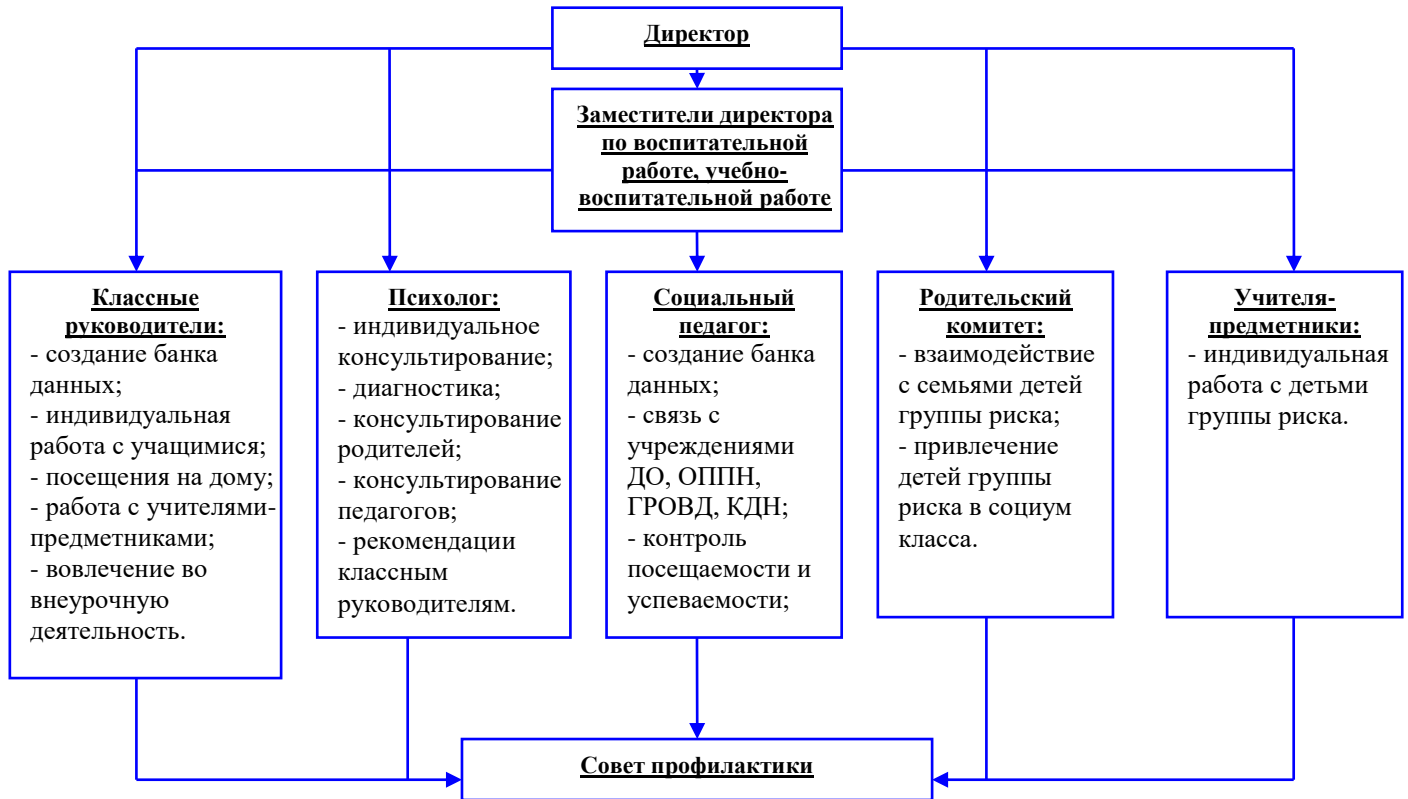 Директор
Заместители директора
по воспитательной
работе, учебно-
воспитательной работе
Классные
руководители:
- создание банка
данных;
- индивидуальная
работа с учащимися;
- посещения на дому;
- работа с учителями-
предметниками;
- вовлечение во
внеурочную
деятельность.
Психолог:
- индивидуальное
консультирование;
- диагностика;
- консультирование
родителей;
- консультирование
педагогов;
- рекомендации
классным
руководителям.
Социальный
педагог:
- создание банка
данных;
- связь с
учреждениями
ДО, ОППН,
ГРОВД, КДН;
- контроль
посещаемости и
успеваемости;
Родительский
комитет:
- взаимодействие
с семьями детей
группы риска;
- привлечение
детей группы
риска в социум
класса.
Учителя-
предметники:
- индивидуальная
работа с детьми
группы риска.
Совет профилактики